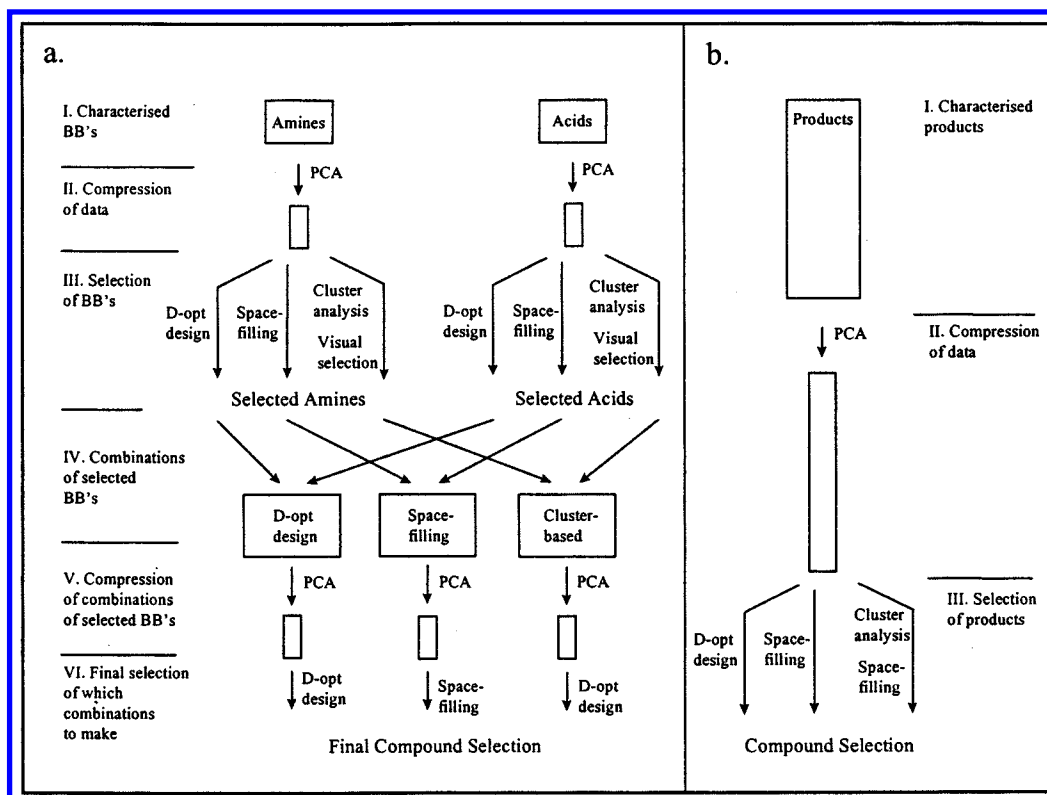 a.
I. Characterised
BB's
Amines
Acids
PCA
PCA
II. Compression
of data
III. Selection
of BB's
D-opt
design
Space-
filling
Cluster
analysis
Visual
selection
D-opt
design
Space-
filling
Cluster
analysis
Visual
selection
Selected Amines
Selected Acids
IV. Combinations
of selected
BB's
D-opt
design
Space-
filling
Cluster-
based
V. Compression
of combinations
of selected BB's
PCA
PCA
PCA
VI. Final selection
of which
combinations
to make
D-opt
design
Space-
filling
D-opt
design
Final Compound Selection
b.
Products
I. Characterised
products
PCA
II. Compression
of data
III. Selection
of products
D-opt
design
Space-
filling
Cluster
analysis
Space-
filling
Compound Selection